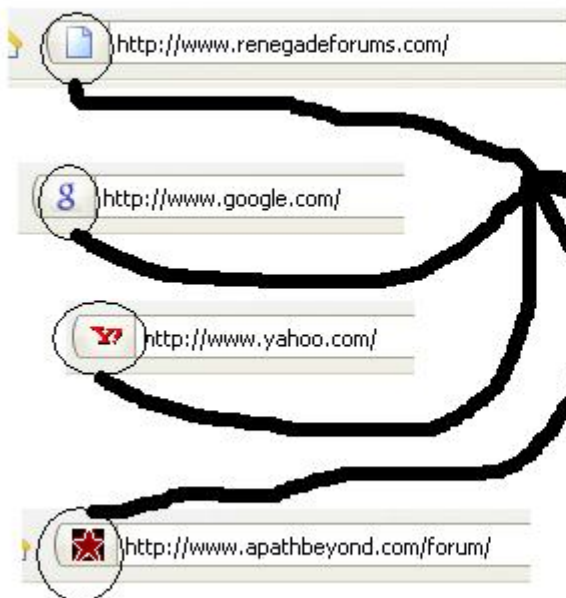 http://www.renegadeforums.com/
g http://www.google.com/
Y! http://www.yahoo.com/
http://www.apathbeyond.com/forum/